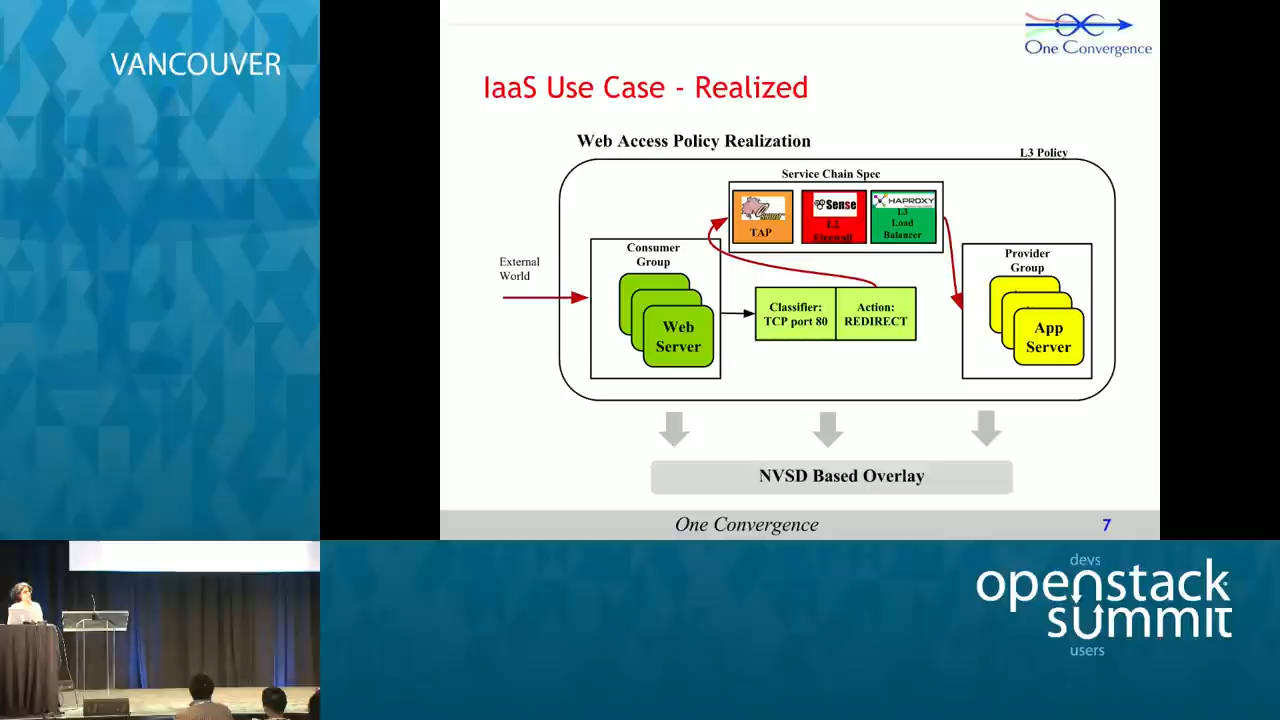 VANCOUVER
One Convergence
IaaS Use Case - Realized
Web Access Policy Realization
L3 Policy
Service Chain Spec
TAP
Sense
Firewall
HAPROXY
Load
Balancer
External
World
Consumer
Group
Web
Server
Classifier:
TCP port 80
Action:
REDIRECT
Provider
Group
App
Server
NVSD Based Overlay
One Convergence
7
devs
openstack
summit
users